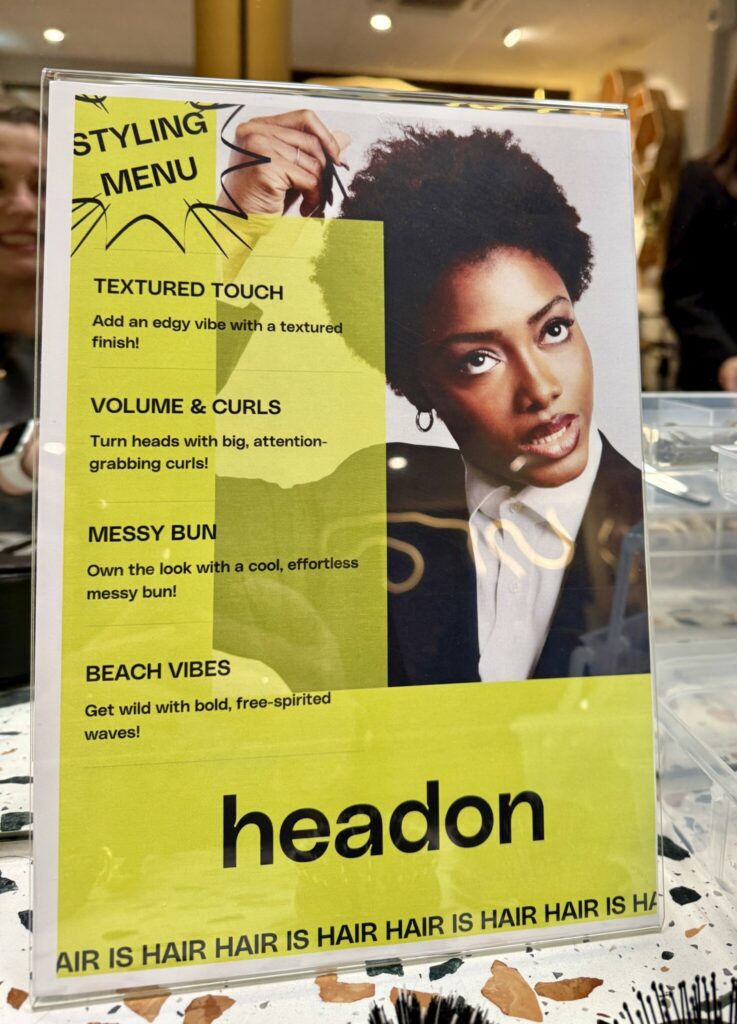 STYLING
MENU
TEXTURED TOUCH
Add an edgy vibe with a textured
finish!
VOLUME & CURLS
Turn heads with big, attention-
grabbing curls!
MESSY BUN
Own the look with a cool, effortless
messy bun!
BEACH VIBES
Get wild with bold, free-spirited
waves!
headon
AIR IS HAIR HAIR IS HAIR HAIR IS HAIR HAIR IS HA